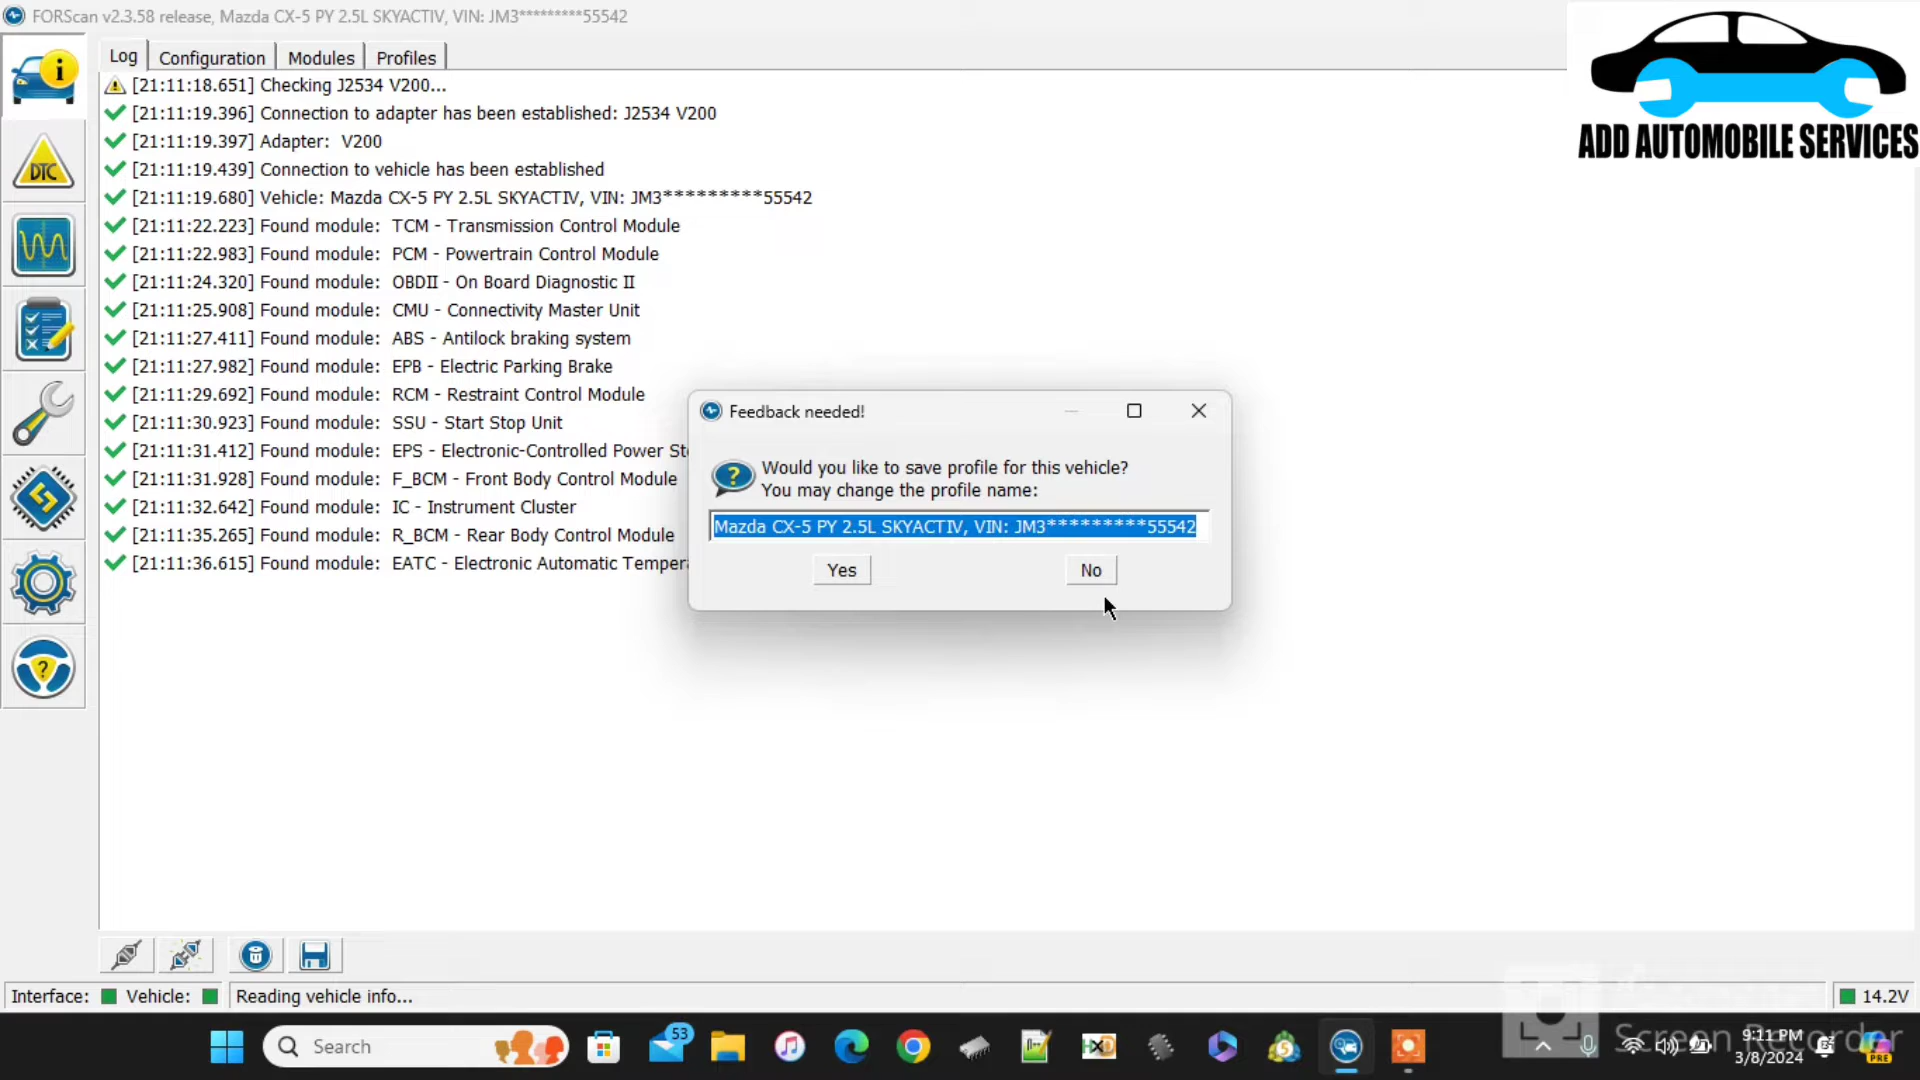 FORScan v2.3.58 release, Mazda CX-5 PY 2.5L SKYACTIV, VIN: JM3*********55542
ADD AUTOMOBILE SERVICES
Log
Configuration
Modules
Profiles
[21:11:18.651] Checking J2534 V200...
[21:11:19.396] Connection to adapter has been established: J2534 V200
[21:11:19.397] Adapter: V200
[21:11:19.439] Connection to vehicle has been established
[21:11:19.680] Vehicle: Mazda CX-5 PY 2.5L SKYACTIV, VIN: JM3*********55542
[21:11:22.223] Found module: TCM - Transmission Control Module
[21:11:22.983] Found module: PCM - Powertrain Control Module
[21:11:24.320] Found module: OBDII - On Board Diagnostic II
[21:11:25.908] Found module: CMU - Connectivity Master Unit
[21:11:27.411] Found module: ABS - Antilock braking system
[21:11:27.982] Found module: EPB - Electric Parking Brake
[21:11:29.692] Found module: RCM - Restraint Control Module
[21:11:30.923] Found module: SSU - Start Stop Unit
[21:11:31.412] Found module: EPS - Electronic-Controlled Power St
[21:11:31.928] Found module: F_BCM - Front Body Control Module
[21:11:32.642] Found module: IC - Instrument Cluster
[21:11:35.265] Found module: R_BCM - Rear Body Control Module
[21:11:36.615] Found module: EATC - Electronic Automatic Temper
DTC
Feedback needed!
Would you like to save profile for this vehicle?
You may change the profile name:
Mazda CX-5 PY 2.5L SKYACTIV, VIN: JM3*********55542
Yes
No
Interface:
Vehicle:
Reading vehicle info...
14.2V
Search
53
Screen Recorder
9:11 PM
3/8/2024
PRE